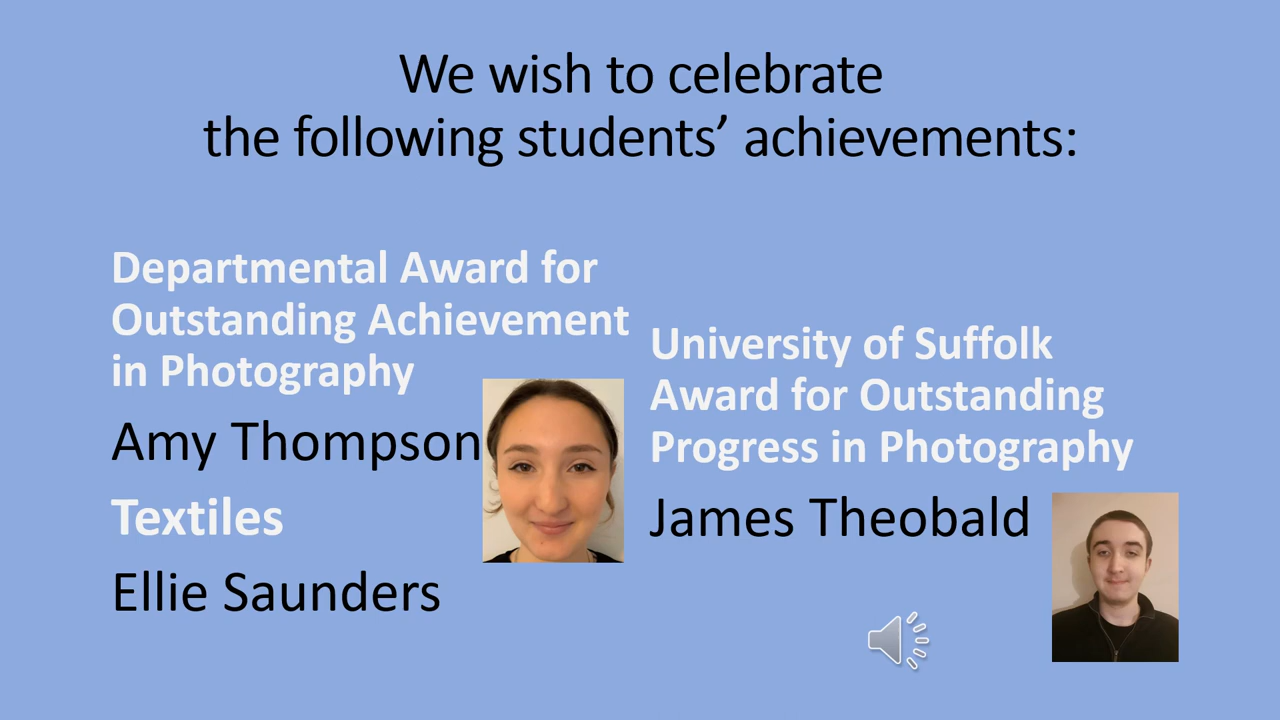 We wish to celebrate
the following students’ achievements:
Departmental Award for
Outstanding Achievement
in Photography
Amy Thompson
Textiles
Ellie Saunders
University of Suffolk
Award for Outstanding
Progress in Photography
James Theobald